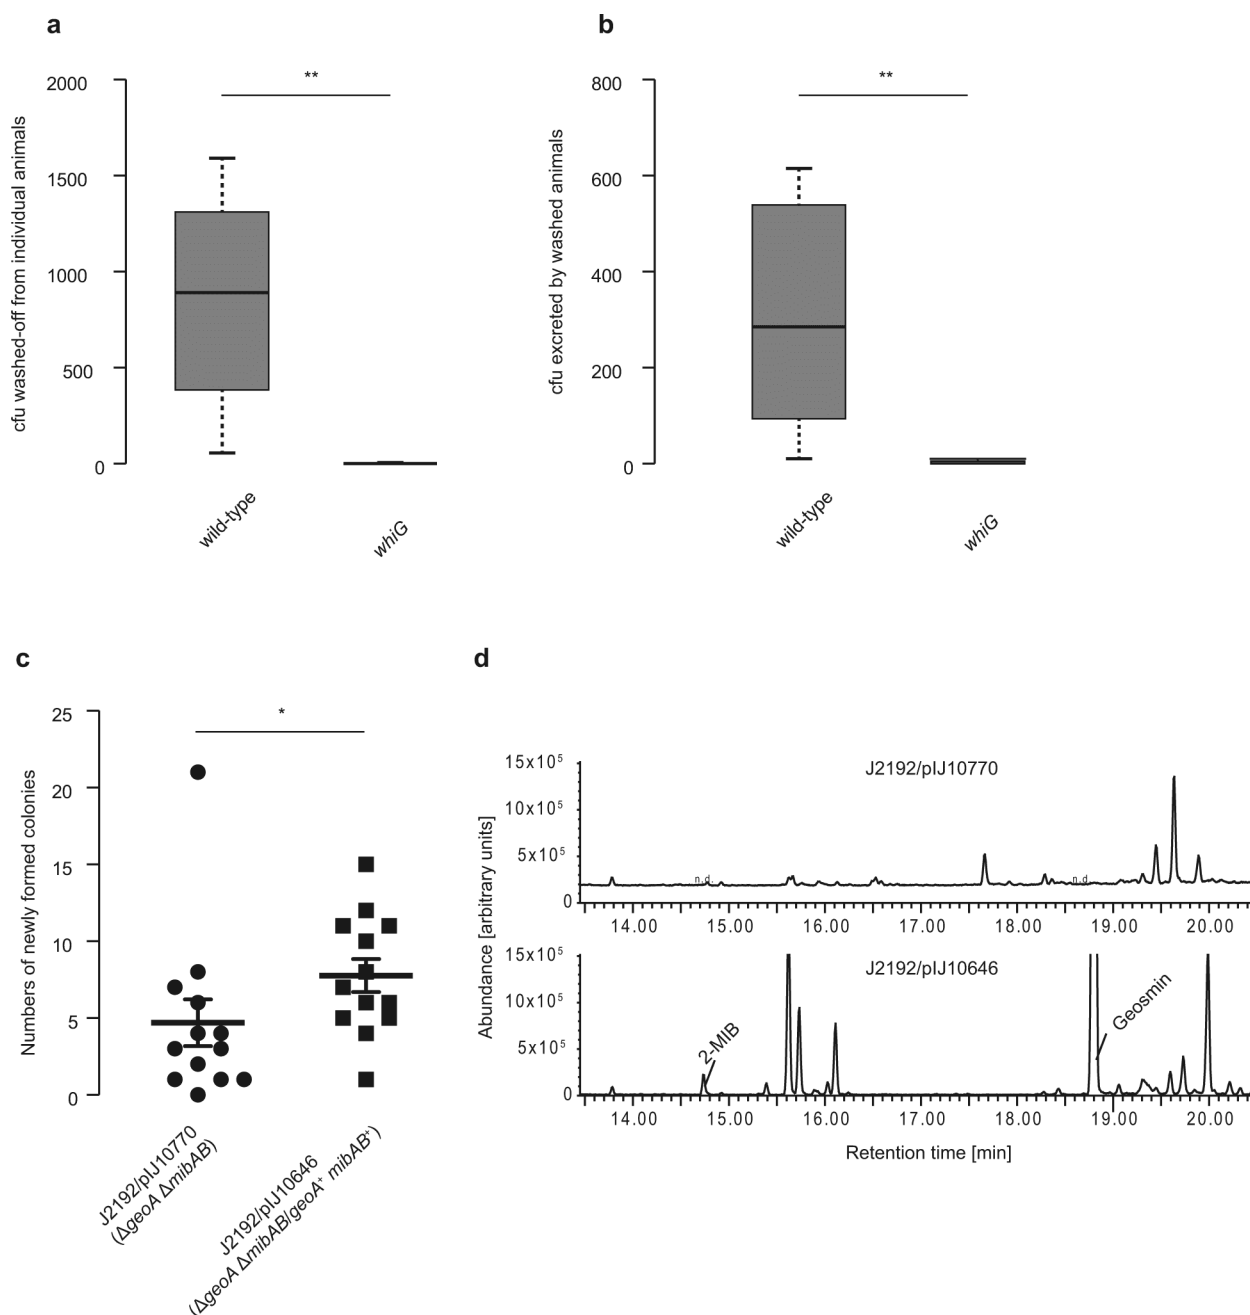 a
**
2000
1500
1000
500
0
cfu washed-off from individual animals
wild-type
whiG
b
**
800
600
400
200
0
cfu excreted by washed animals
wild-type
whiG
c
*
25
20
15
10
5
0
Numbers of newly formed colonies
J2192/pIJ10770
(ΔgeoA ΔmibAB)
J2192/pIJ10646
(ΔgeoA ΔmibAB/geoA⁺ mibAB⁺)
d
J2192/pIJ10770
15x10⁵
10x10⁵
5x10⁵
0
n.d.
n.d.
14.00 15.00 16.00 17.00 18.00 19.00 20.00
J2192/pIJ10646
15x10⁵
10x10⁵
5x10⁵
0
2-MIB
Geosmin
14.00 15.00 16.00 17.00 18.00 19.00 20.00
Abundance [arbitrary units]
Retention time [min]